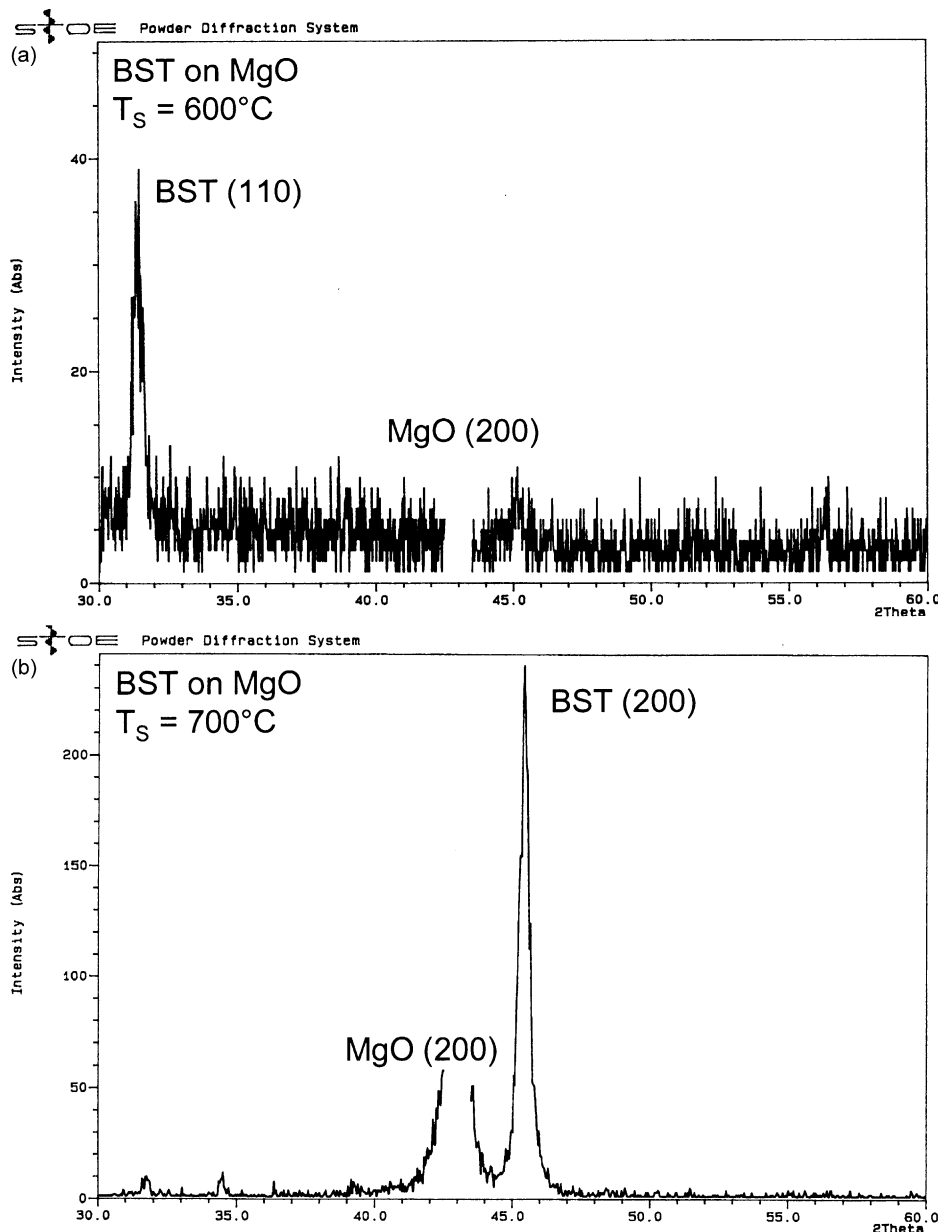 STOE Powder Diffraction System
(a)
BST on MgO
T_S = 600°C
BST (110)
MgO (200)
Intensity (Abs)
40
20
0
30.0 35.0 40.0 45.0 50.0 55.0 60.0
2Theta
STOE Powder Diffraction System
(b)
BST on MgO
T_S = 700°C
BST (200)
MgO (200)
Intensity (Abs)
200
150
100
50
0
30.0 35.0 40.0 45.0 50.0 55.0 60.0
2Theta